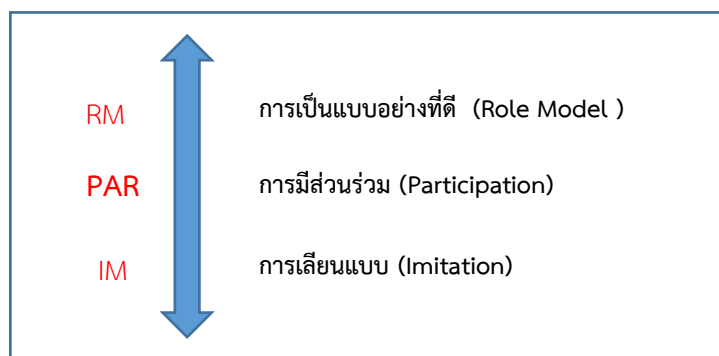 RM การเป็นแบบอย่างที่ดี (Role Model )
PAR การมีส่วนร่วม (Participation)
IM การเลียนแบบ (Imitation)